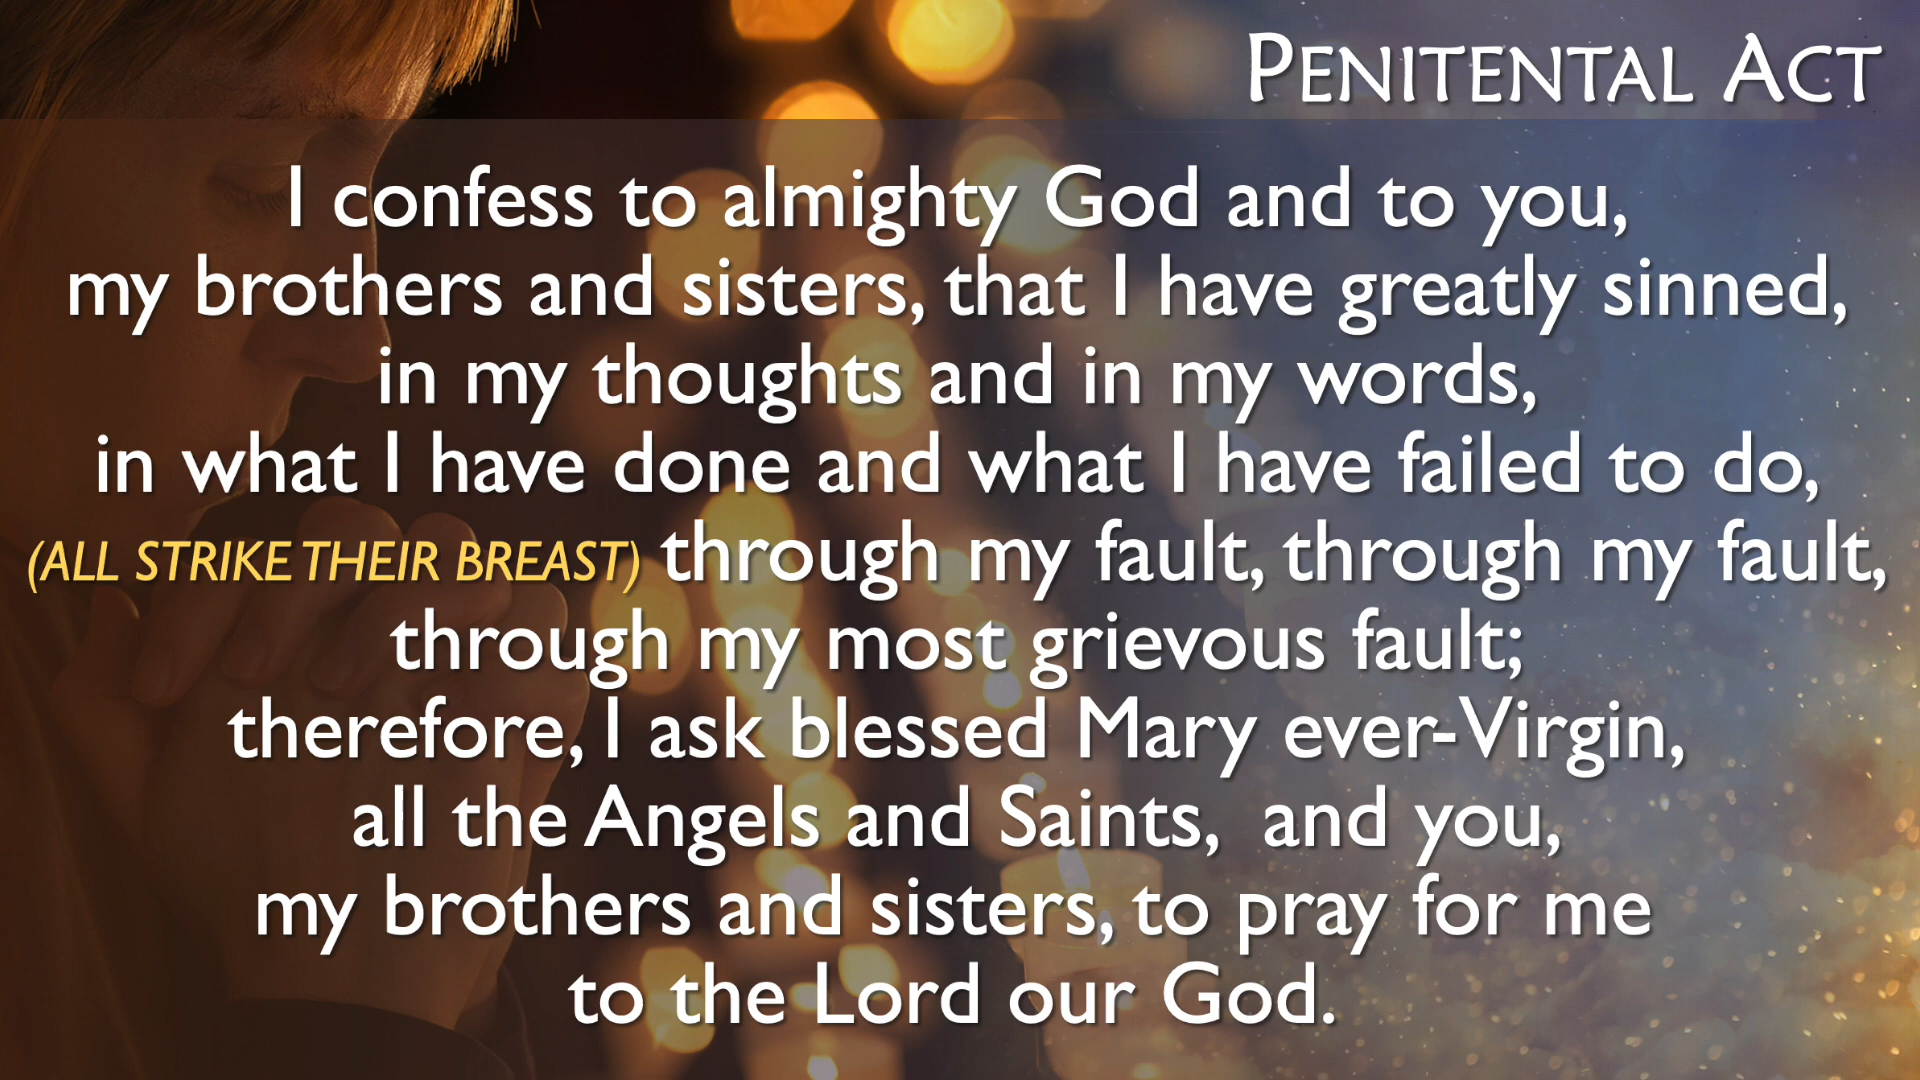 PENITENTAL ACT
I confess to almighty God and to you,
my brothers and sisters, that I have greatly sinned,
in my thoughts and in my words,
in what I have done and what I have failed to do,
(ALL STRIKE THEIR BREAST) through my fault, through my fault,
through my most grievous fault;
therefore, I ask blessed Mary ever-Virgin,
all the Angels and Saints, and you,
my brothers and sisters, to pray for me
to the Lord our God.